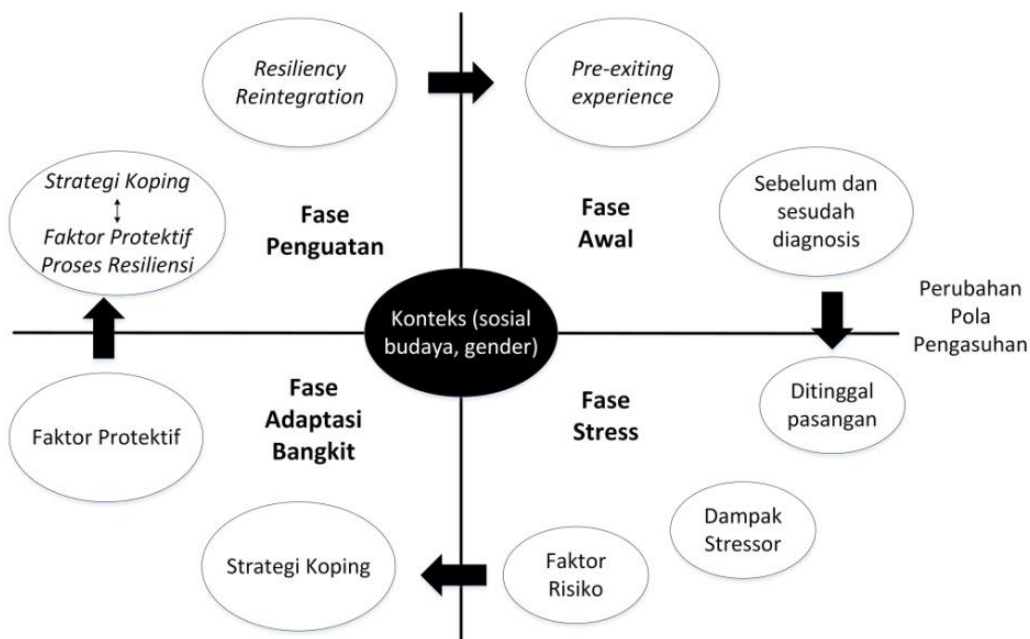 Resiliency
Reintegration
Pre-exiting
experience
Strategi Koping
Faktor Protektif
Proses Resiliensi
Fase
Penguatan
Fase
Awal
Sebelum dan
sesudah
diagnosis
Konteks (sosial
budaya, gender)
Perubahan
Pola
Pengasuhan
Faktor Protektif
Fase
Adaptasi
Bangkit
Fase
Stress
Ditinggal
pasangan
Strategi Koping
Faktor
Risiko
Dampak
Stressor